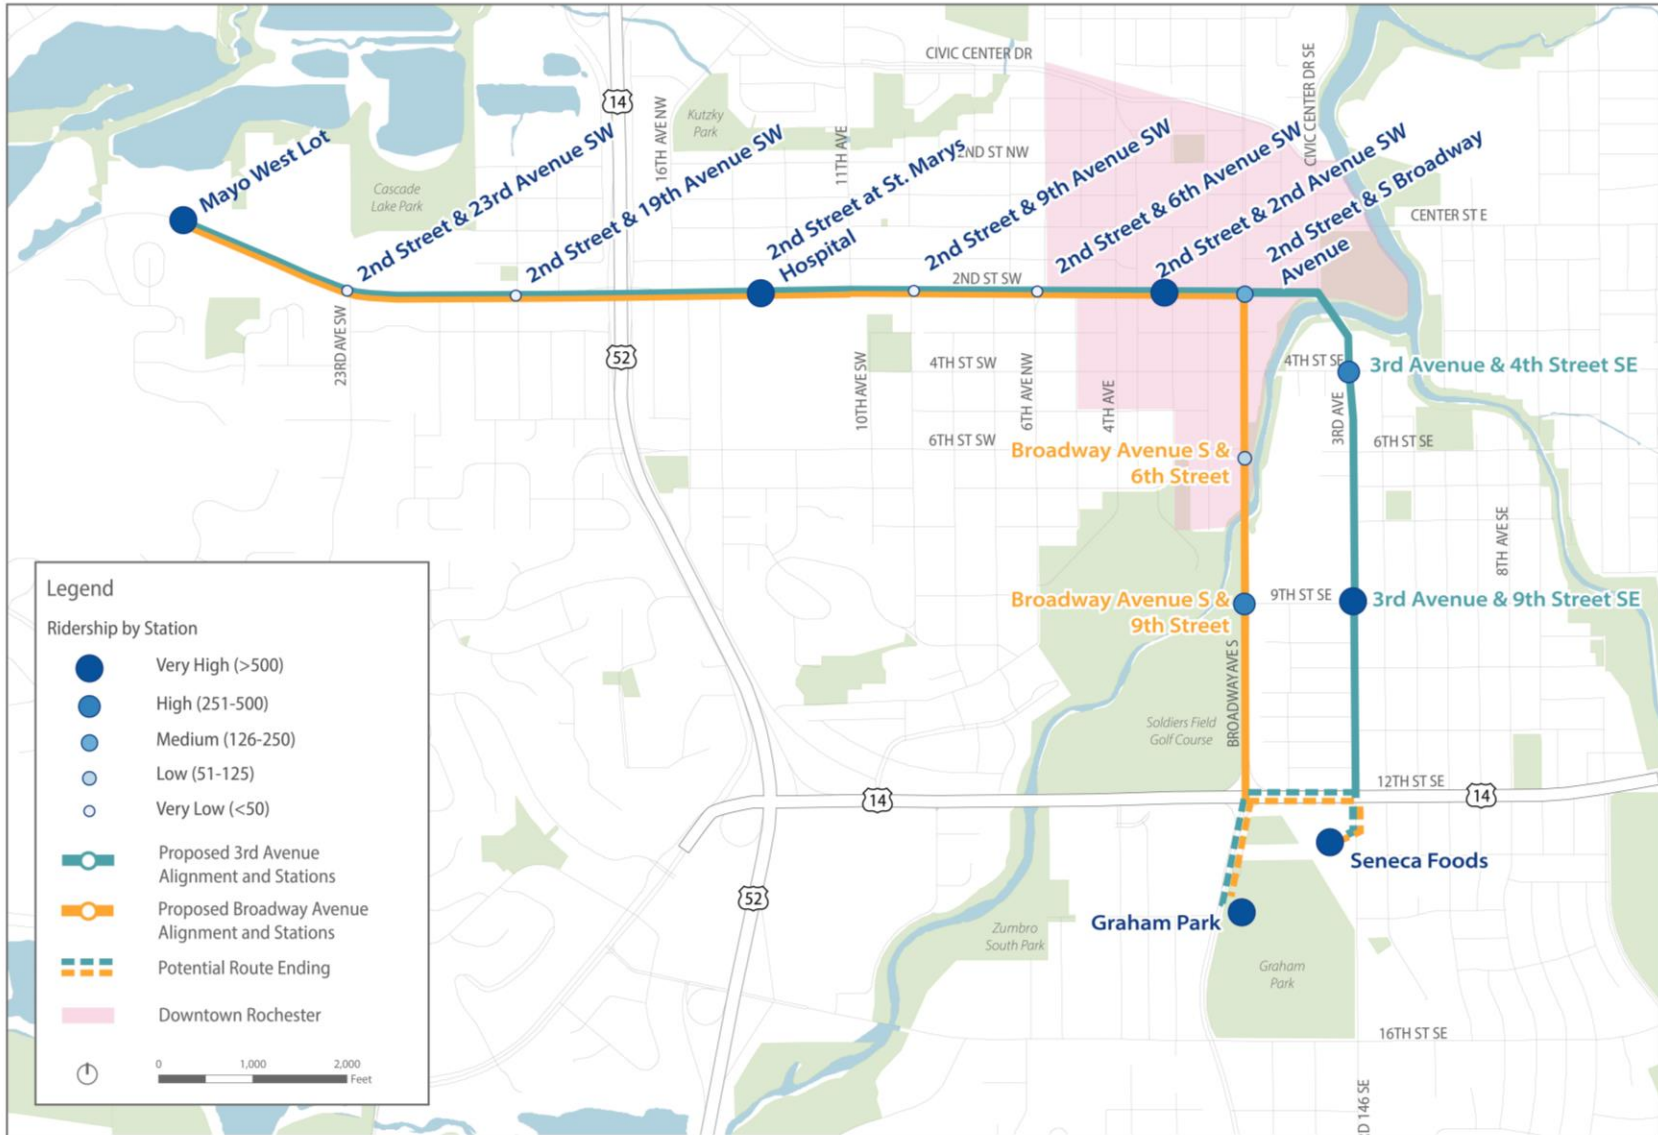 CIVIC CENTER DR
CIVIC CENTER DR SE
14
16TH AVE NW
Kutzky
Park
11TH AVE
2ND ST NW
Mayo West Lot
Cascade
Lake Park
2nd Street & 23rd Avenue SW
2nd Street & 19th Avenue SW
2nd Street at St. Marys
Hospital
2nd Street & 9th Avenue SW
2nd Street & 6th Avenue SW
2nd Street & 2nd Avenue SW
2nd Street & S Broadway
Avenue
CENTER ST E
2ND ST SW
23RD AVE SW
52
10TH AVE SW
4TH ST SW
6TH AVE NW
4TH AVE
4TH ST SE
3rd Avenue & 4th Street SE
3RD AVE
6TH ST SW
6TH ST SE
Broadway Avenue S &
6th Street
8TH AVE SE
Broadway Avenue S &
9th Street
9TH ST SE
3rd Avenue & 9th Street SE
BROADWAY AVE S
Soldiers Field
Golf Course
12TH ST SE
14
14
Seneca Foods
52
Graham Park
Zumbro
South Park
Graham
Park
16TH ST SE
RD 146 SE
Legend
Ridership by Station
Very High (>500)
High (251-500)
Medium (126-250)
Low (51-125)
Very Low (<50)
Proposed 3rd Avenue
Alignment and Stations
Proposed Broadway Avenue
Alignment and Stations
Potential Route Ending
Downtown Rochester
0 1,000 2,000
Feet